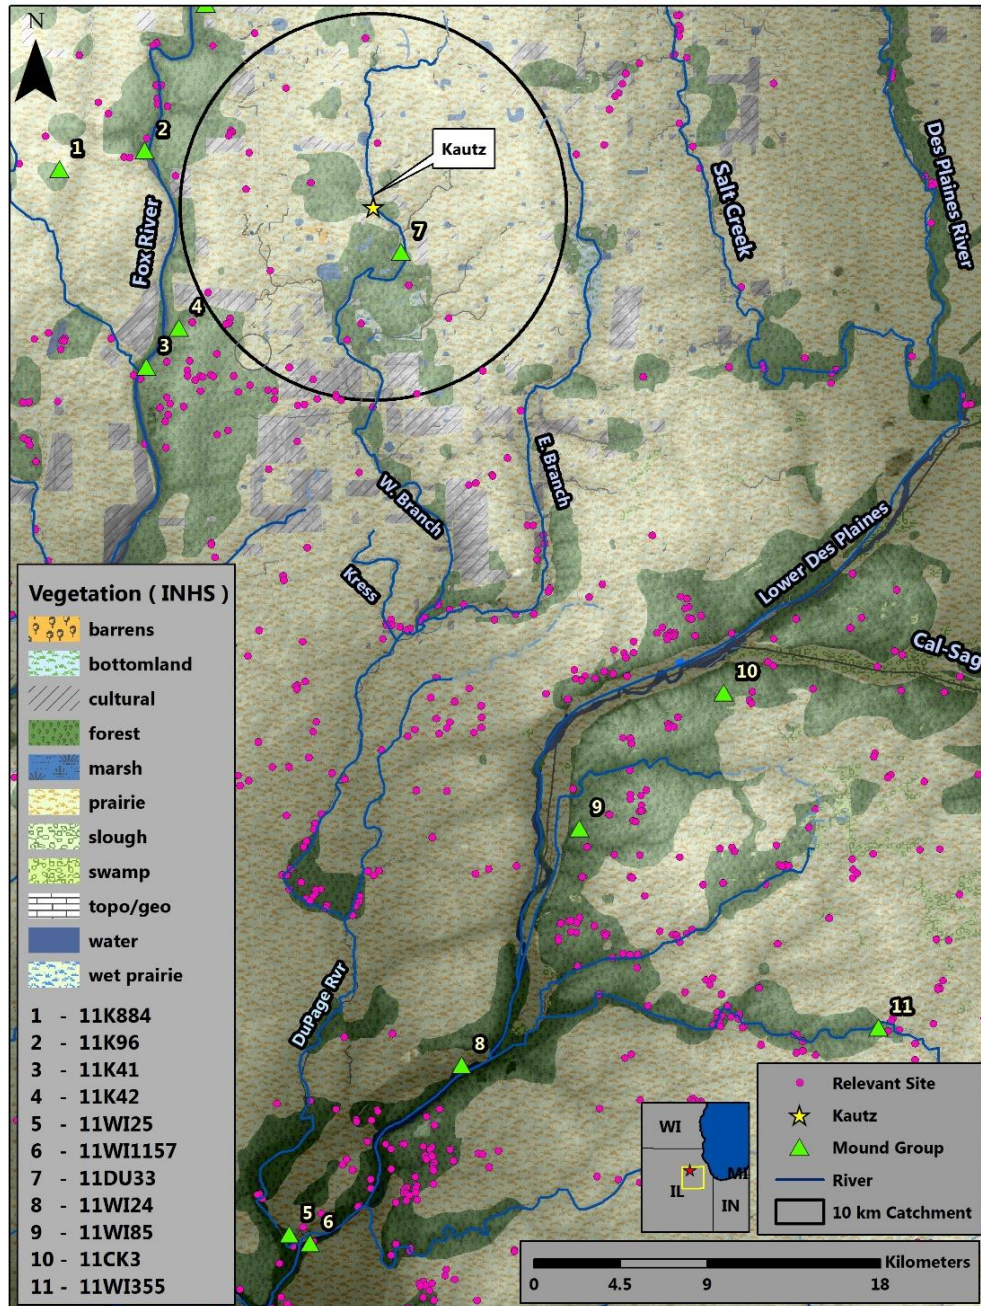 N
1
2
Kautz
7
Fox River
Salt Creek
Des Plaines River
4
3
W. Branch
E. Branch
Kress
Lower Des Plaines
Cal-Sag
10
9
DuPage Rvr
8
11
5
6
Vegetation ( INHS )
barrens
bottomland
cultural
forest
marsh
prairie
slough
swamp
topo/geo
water
wet prairie
1 - 11K884
2 - 11K96
3 - 11K41
4 - 11K42
5 - 11WI25
6 - 11WI1157
7 - 11DU33
8 - 11WI24
9 - 11WI85
10 - 11CK3
11 - 11WI355
WI
MI
IL
IN
Relevant Site
Kautz
Mound Group
River
10 km Catchment
Kilometers
0 4.5 9 18